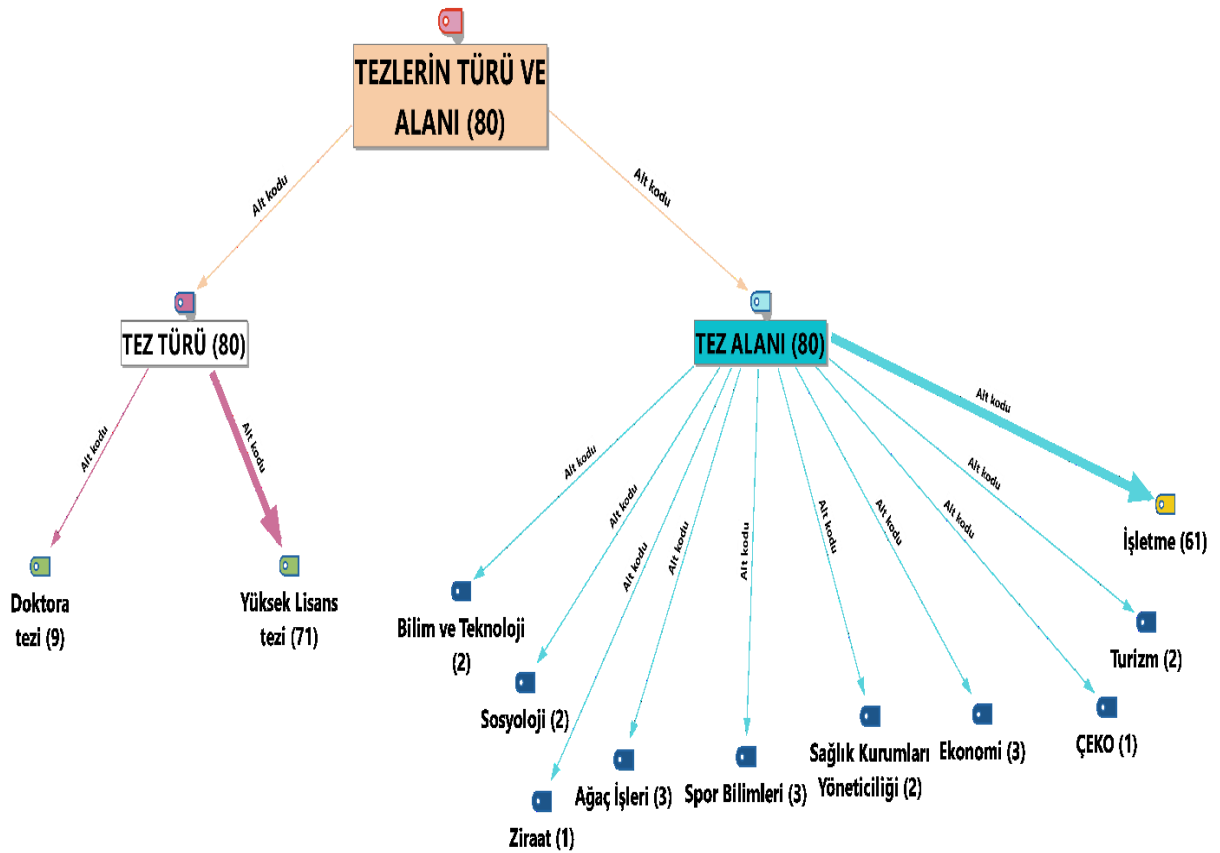 TEZLERİN TÜRÜ VE
ALANI (80)
Alt kodu
Alt kodu
TEZ TÜRÜ (80)
TEZ ALANI (80)
Alt kodu
Alt kodu
Alt kodu
Alt kodu
Alt kodu
Alt kodu
Alt kodu
Alt kodu
Alt kodu
Alt kodu
Alt kodu
Alt kodu
Doktora
tezi (9)
Yüksek Lisans
tezi (71)
Bilim ve Teknoloji
(2)
Sosyoloji (2)
Ziraat (1)
Ağaç İşleri (3)
Spor Bilimleri (3)
Sağlık Kurumları
Yöneticiliği (2)
Ekonomi (3)
ÇEKO (1)
Turizm (2)
İşletme (61)